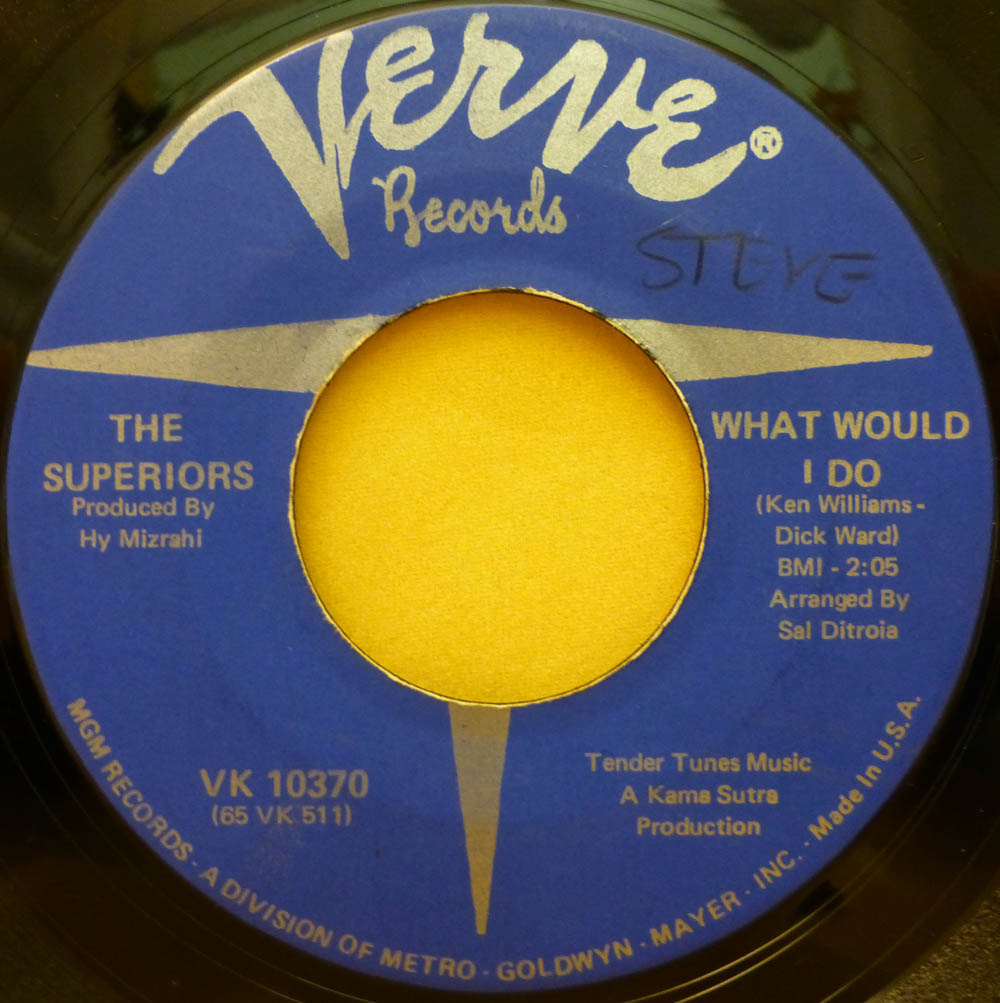 Verve®
Records
STEVE
THE
SUPERIORS
Produced By
Hy Mizrahi
WHAT WOULD
I DO
(Ken Williams -
Dick Ward)
BMI - 2:05
Arranged By
Sal Ditroia
VK 10370
(65 VK 511)
Tender Tunes Music
A Kama Sutra
Production
MGM RECORDS - A DIVISION OF METRO - GOLDWYN - MAYER - INC. - Made In U.S.A.